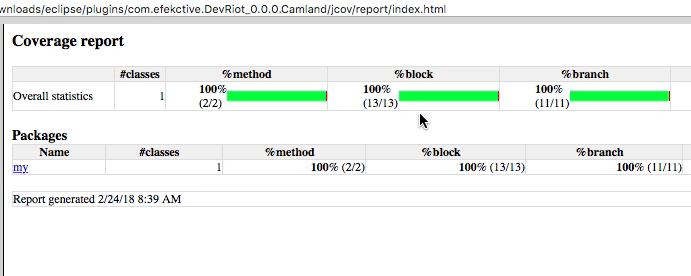 wnloads/eclipse/plugins/com.efekctive.DevRiot_0.0.0.Camland/jcov/report/index.html
Coverage report
#classes %method %block %branch
Overall statistics 1 100% (2/2) 100% (13/13) 100% (11/11)
Packages
Name #classes %method %block %branch
my 1 100% (2/2) 100% (13/13) 100% (11/11)
Report generated 2/24/18 8:39 AM